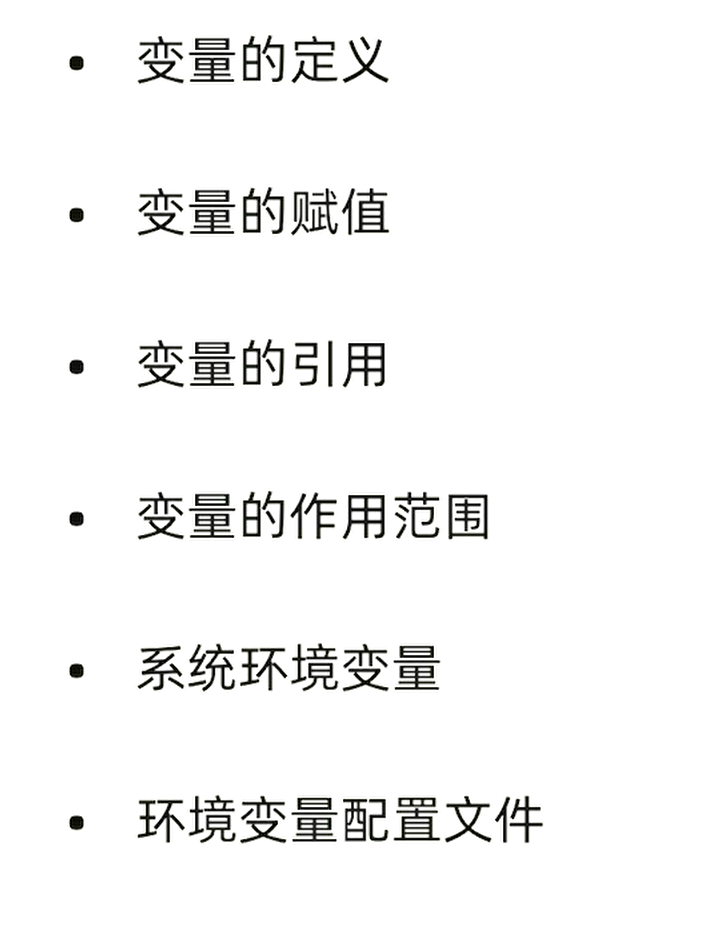 • 变量的定义
• 变量的赋值
• 变量的引用
• 变量的作用范围
• 系统环境变量
• 环境变量配置文件